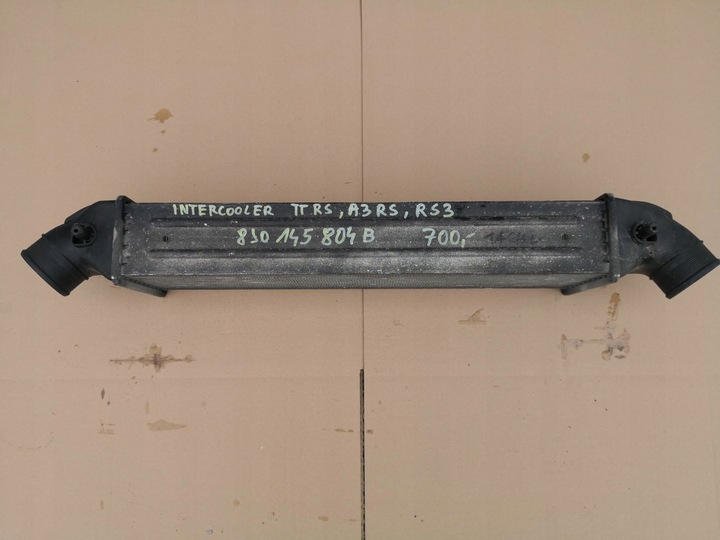 INTERCOOLER TT RS, A3 RS, RS3
8J0 145 804 B 700,-